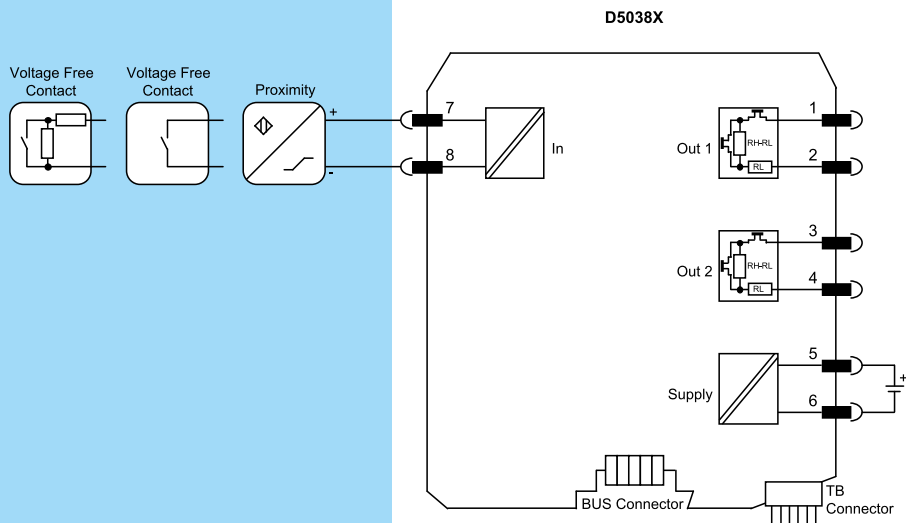 D5038X
Voltage Free
Contact
Voltage Free
Contact
Proximity
+
-
7
8
In
Out 1
RH-RL
RL
1
2
Out 2
RH-RL
RL
3
4
Supply
5
6
+
BUS Connector
TB
Connector